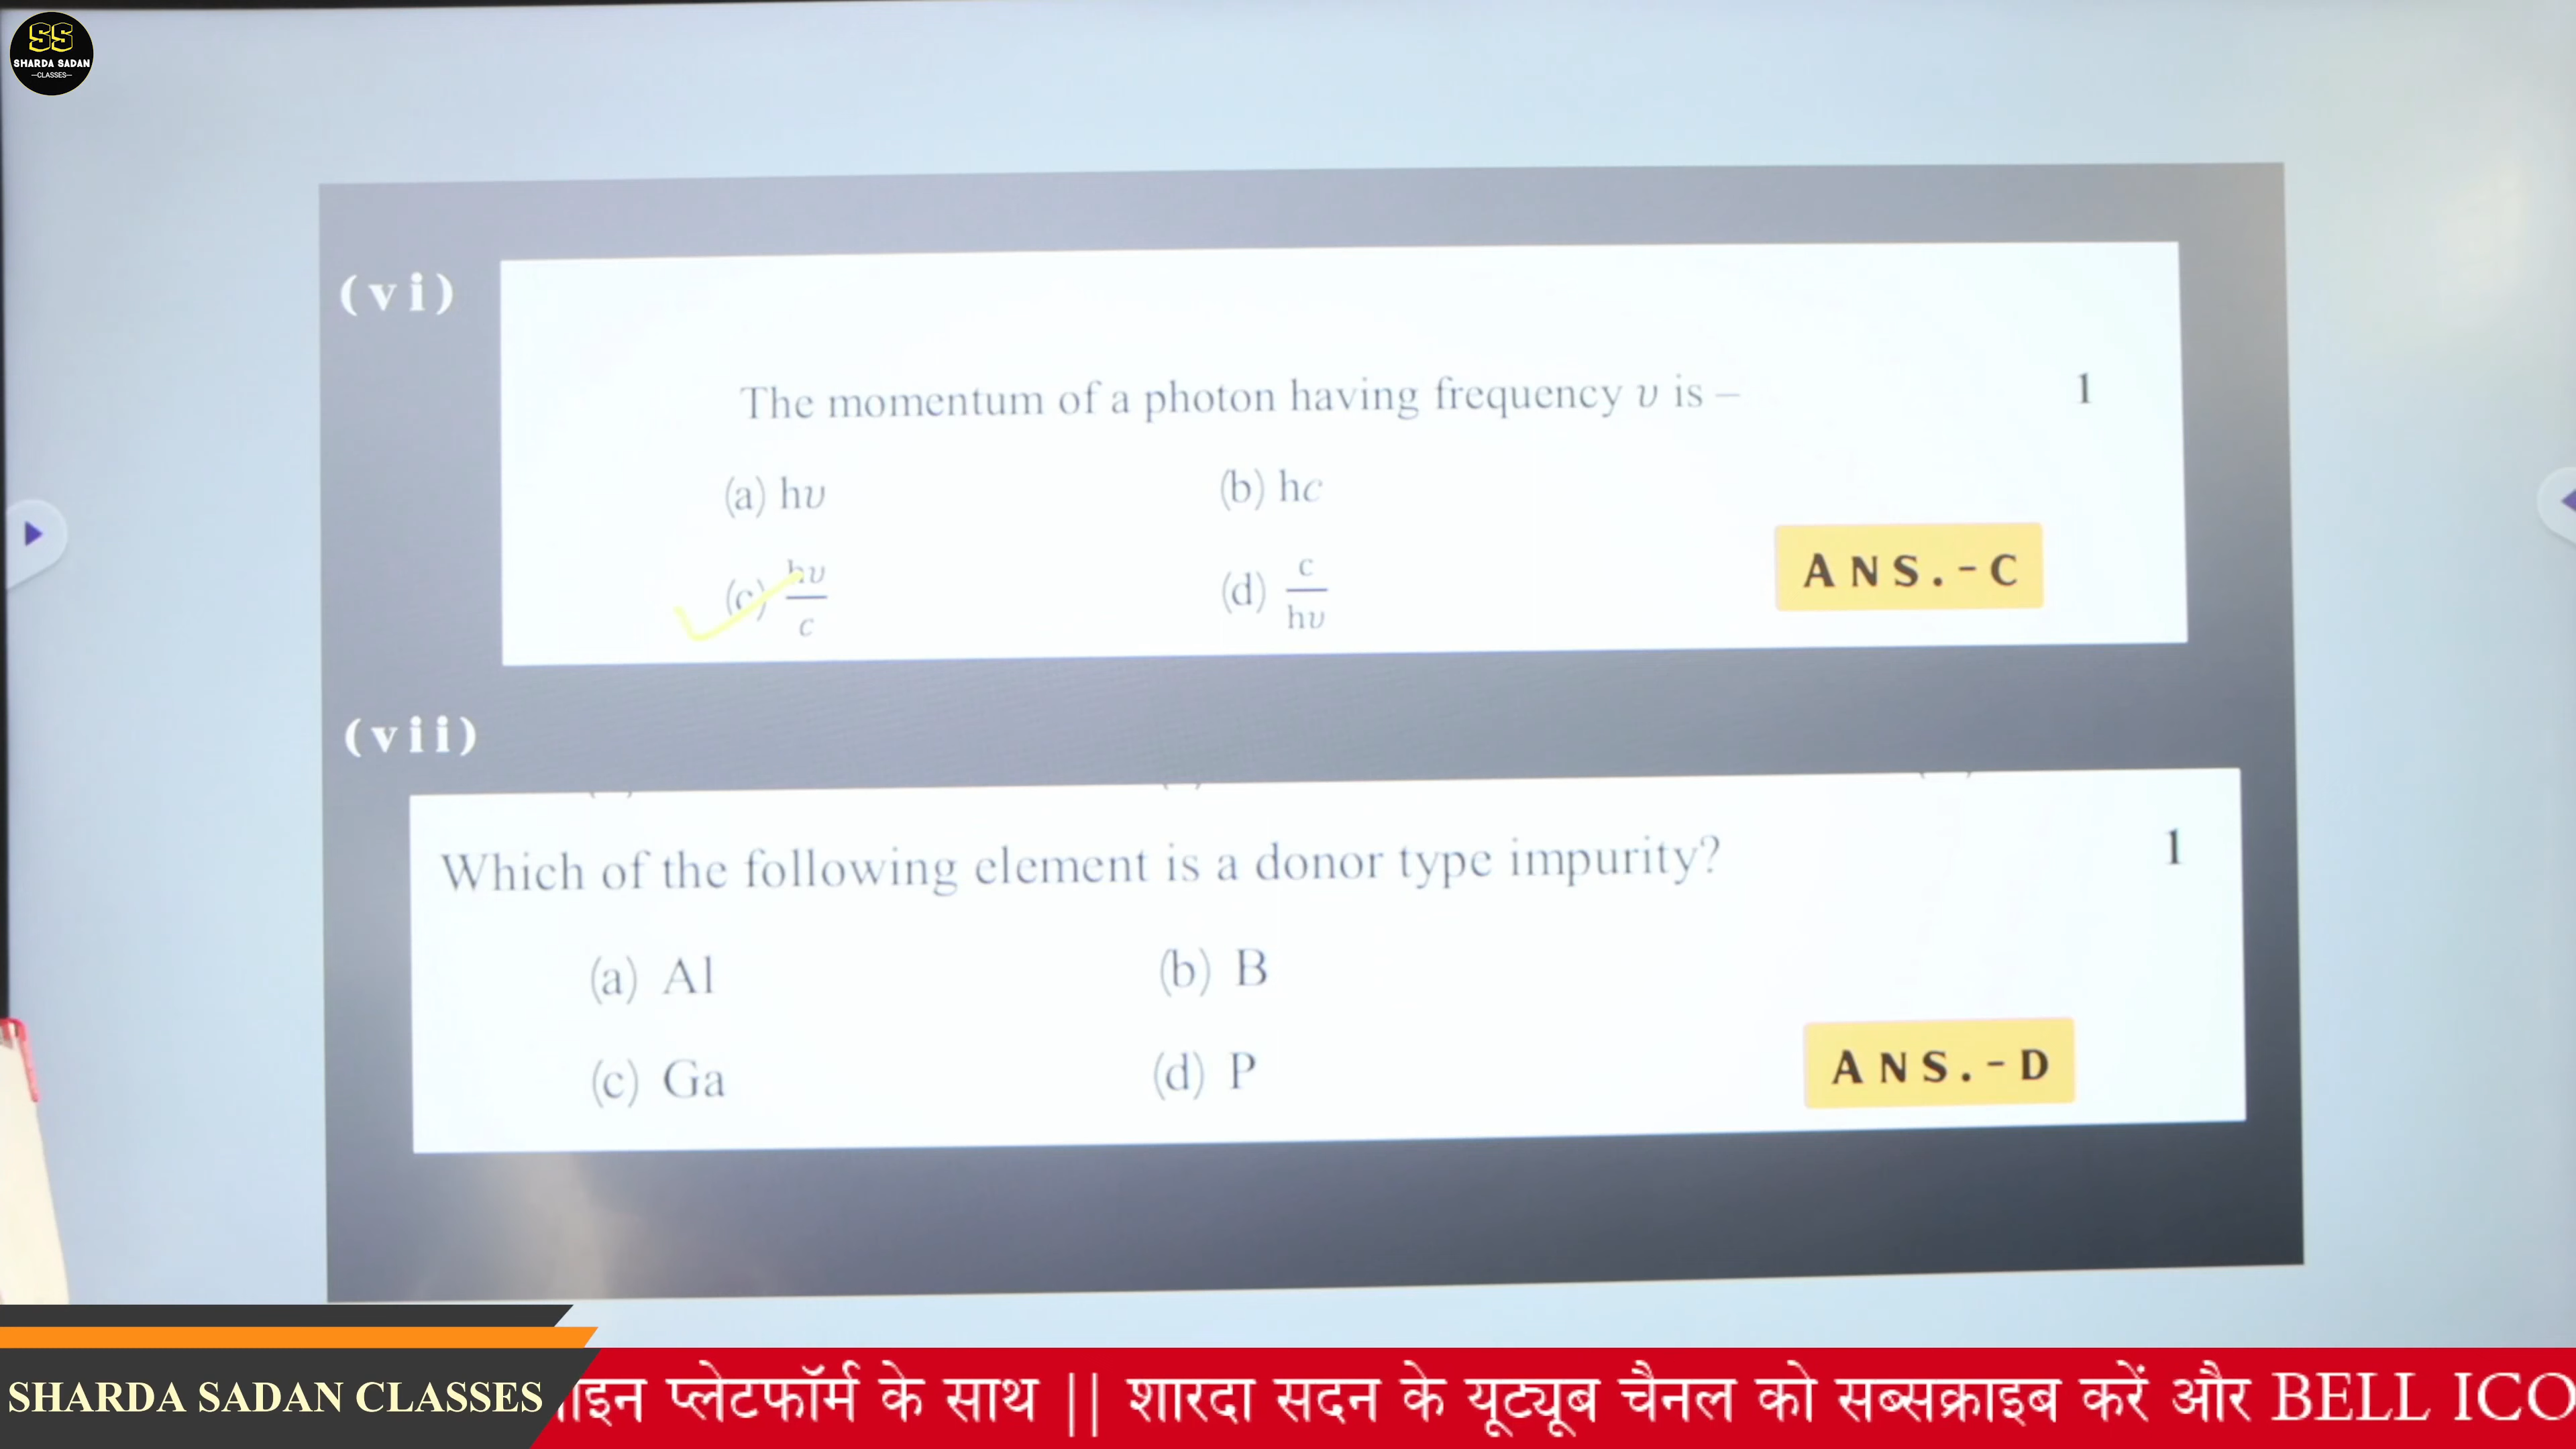 SS
SHARDA SADAN
—CLASSES—
(vi)
The momentum of a photon having frequency υ is – 1
(a) hυ (b) hc
(c) hυ/c (d) c/hυ
ANS.-C
(vii)
Which of the following element is a donor type impurity? 1
(a) Al (b) B
(c) Ga (d) P
ANS.-D
SHARDA SADAN CLASSES
प्लेटफॉर्म के साथ || शारदा सदन के यूट्यूब चैनल को सब्सक्राइब करें और BELL ICO